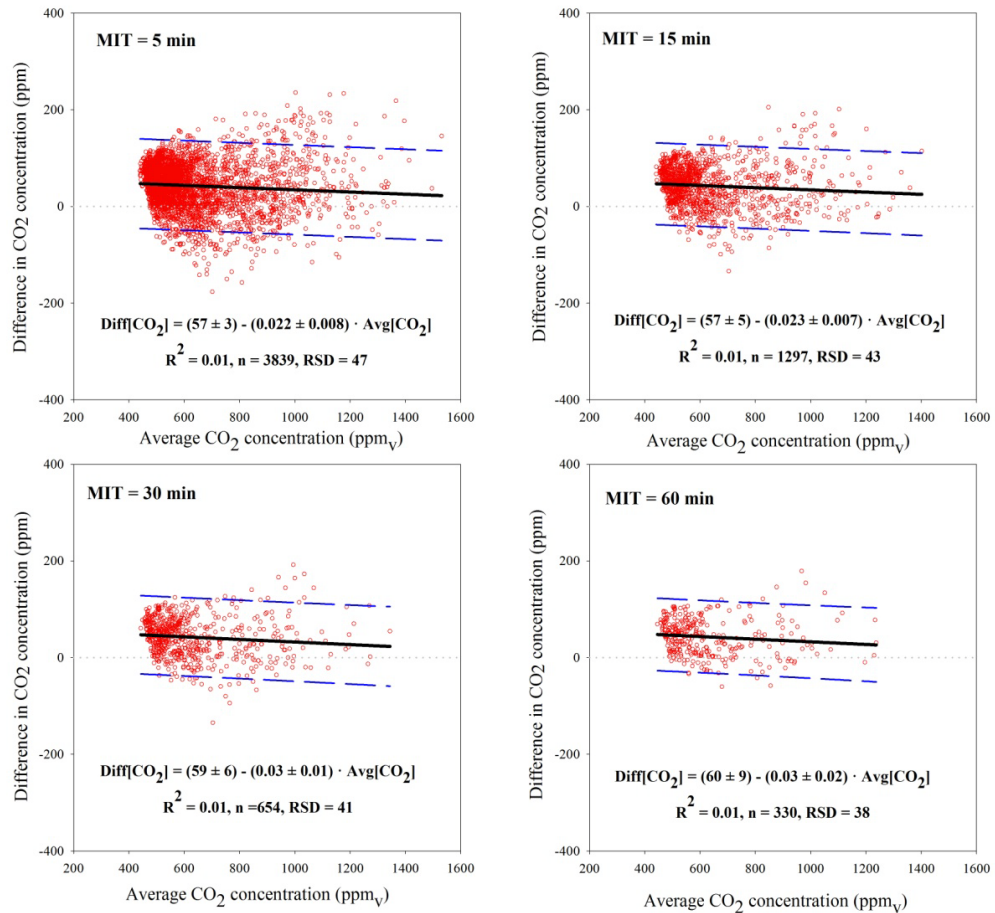 MIT = 5 min
Difference in CO2 concentration (ppm)
400
200
0
-200
-400
Diff[CO2] = (57 ± 3) - (0.022 ± 0.008) · Avg[CO2]
R2 = 0.01, n = 3839, RSD = 47
200 400 600 800 1000 1200 1400 1600
Average CO2 concentration (ppmv)
MIT = 15 min
Difference in CO2 concentration (ppm)
400
200
0
-200
-400
Diff[CO2] = (57 ± 5) - (0.023 ± 0.007) · Avg[CO2]
R2 = 0.01, n = 1297, RSD = 43
200 400 600 800 1000 1200 1400 1600
Average CO2 concentration (ppmv)
MIT = 30 min
Difference in CO2 concentration (ppm)
400
200
0
-200
-400
Diff[CO2] = (59 ± 6) - (0.03 ± 0.01) · Avg[CO2]
R2 = 0.01, n =654, RSD = 41
200 400 600 800 1000 1200 1400 1600
Average CO2 concentration (ppmv)
MIT = 60 min
Difference in CO2 concentration (ppm)
400
200
0
-200
-400
Diff[CO2] = (60 ± 9) - (0.03 ± 0.02) · Avg[CO2]
R2 = 0.01, n = 330, RSD = 38
200 400 600 800 1000 1200 1400 1600
Average CO2 concentration (ppmv)